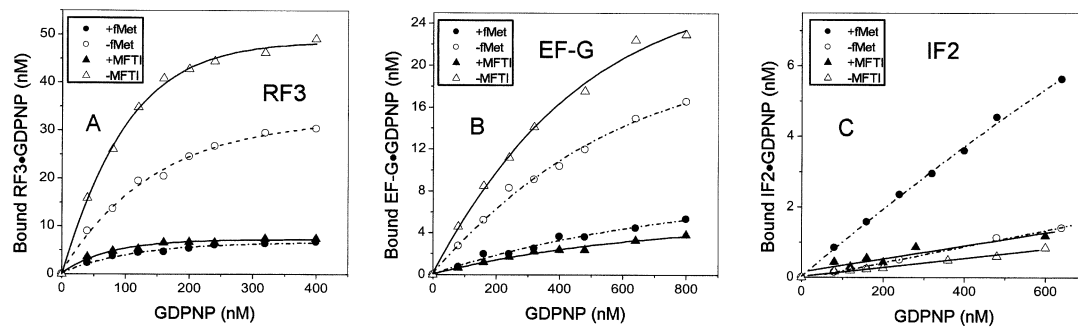 +fMet
-fMet
+MFTI
-MFTI
RF3
A
Bound RF3•GDPNP (nM)
50
40
30
20
10
0
0 100 200 300 400
GDPNP (nM)
+fMet
-fMet
+MFTI
-MFTI
EF-G
B
Bound EF-G•GDPNP (nM)
24
20
16
12
8
4
0
0 200 400 600 800
GDPNP (nM)
+fMet
-fMet
+MFTI
-MFTI
IF2
C
Bound IF2•GDPNP (nM)
6
4
2
0
0 200 400 600
GDPNP (nM)